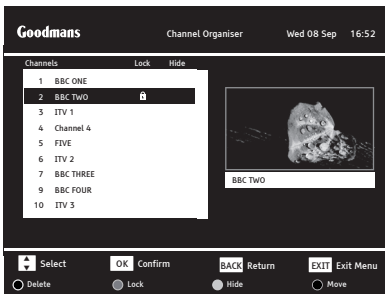 Goodmans Channel Organiser Wed 08 Sep 16:52
Channels Lock Hide
1 BBC ONE
2 BBC TWO
3 ITV 1
4 Channel 4
5 FIVE
6 ITV 2
7 BBC THREE
9 BBC FOUR
10 ITV 3
BBC TWO
Select OK Confirm BACK Return EXIT Exit Menu
Delete Lock Hide Move